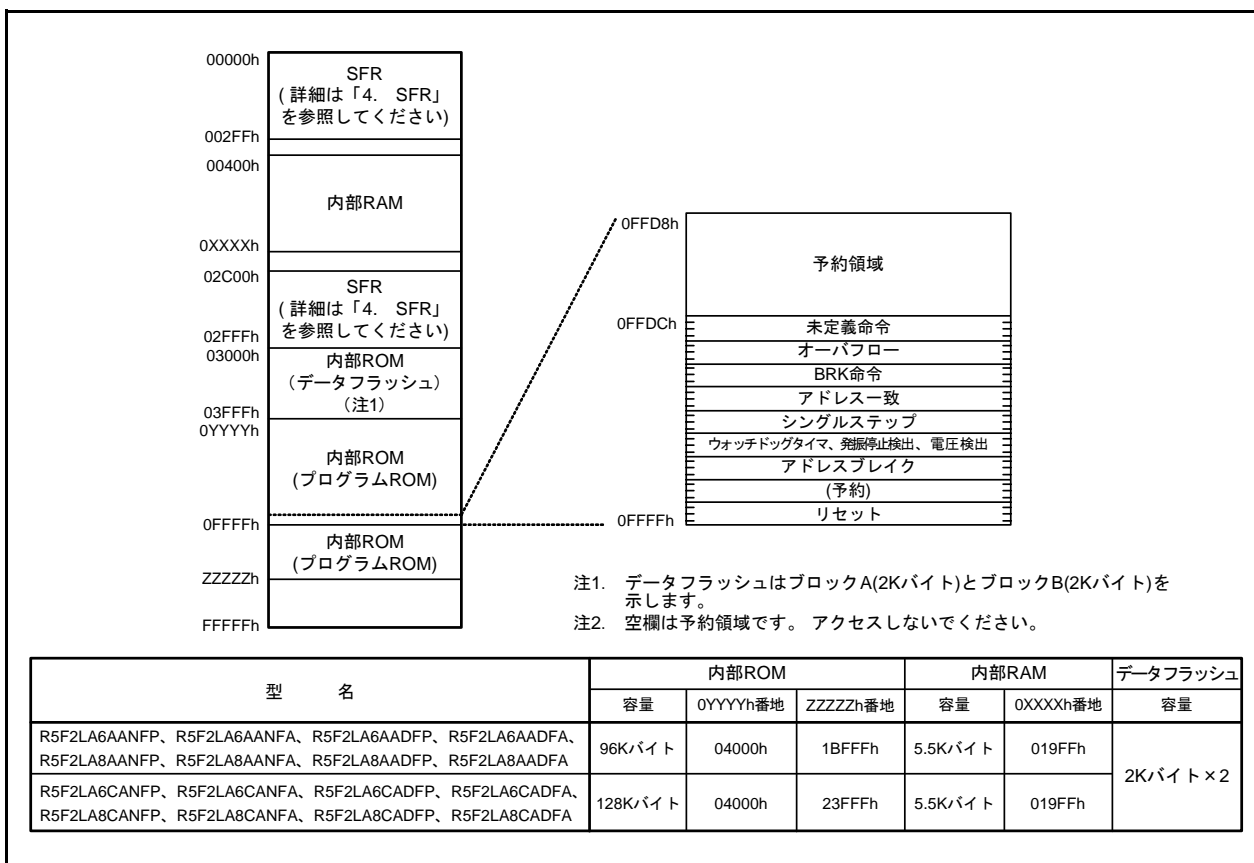 00000h
SFR
(詳細は「4. SFR」
を参照してください)
002FFh
00400h
内部RAM
0XXXXh
02C00h
SFR
(詳細は「4. SFR」
を参照してください)
02FFFh
03000h
内部ROM
(データフラッシュ)
(注1)
03FFFh
0YYYYh
内部ROM
(プログラムROM)
0FFFFh
内部ROM
(プログラムROM)
ZZZZZh
FFFFFh
0FFD8h
予約領域
0FFDCh
未定義命令
オーバフロー
BRK命令
アドレス一致
シングルステップ
ウォッチドッグタイマ、発振停止検出、電圧検出
アドレスブレイク
(予約)
リセット
0FFFFh
注1. データフラッシュはブロックA(2Kバイト)とブロックB(2Kバイト)を
示します。
注2. 空欄は予約領域です。 アクセスしないでください。
型 名 内部ROM 内部RAM データフラッシュ
容量 0YYYYh番地 ZZZZZh番地 容量 0XXXXh番地 容量
R5F2LA6AANFP、R5F2LA6AANFA、R5F2LA6AADFP、R5F2LA6AADFA、
R5F2LA8AANFP、R5F2LA8AANFA、R5F2LA8AADFP、R5F2LA8AADFA
96Kバイト 04000h 1BFFFh 5.5Kバイト 019FFh
2Kバイト×2
R5F2LA6CANFP、R5F2LA6CANFA、R5F2LA6CADFP、R5F2LA6CADFA、
R5F2LA8CANFP、R5F2LA8CANFA、R5F2LA8CADFP、R5F2LA8CADFA
128Kバイト 04000h 23FFFh 5.5Kバイト 019FFh